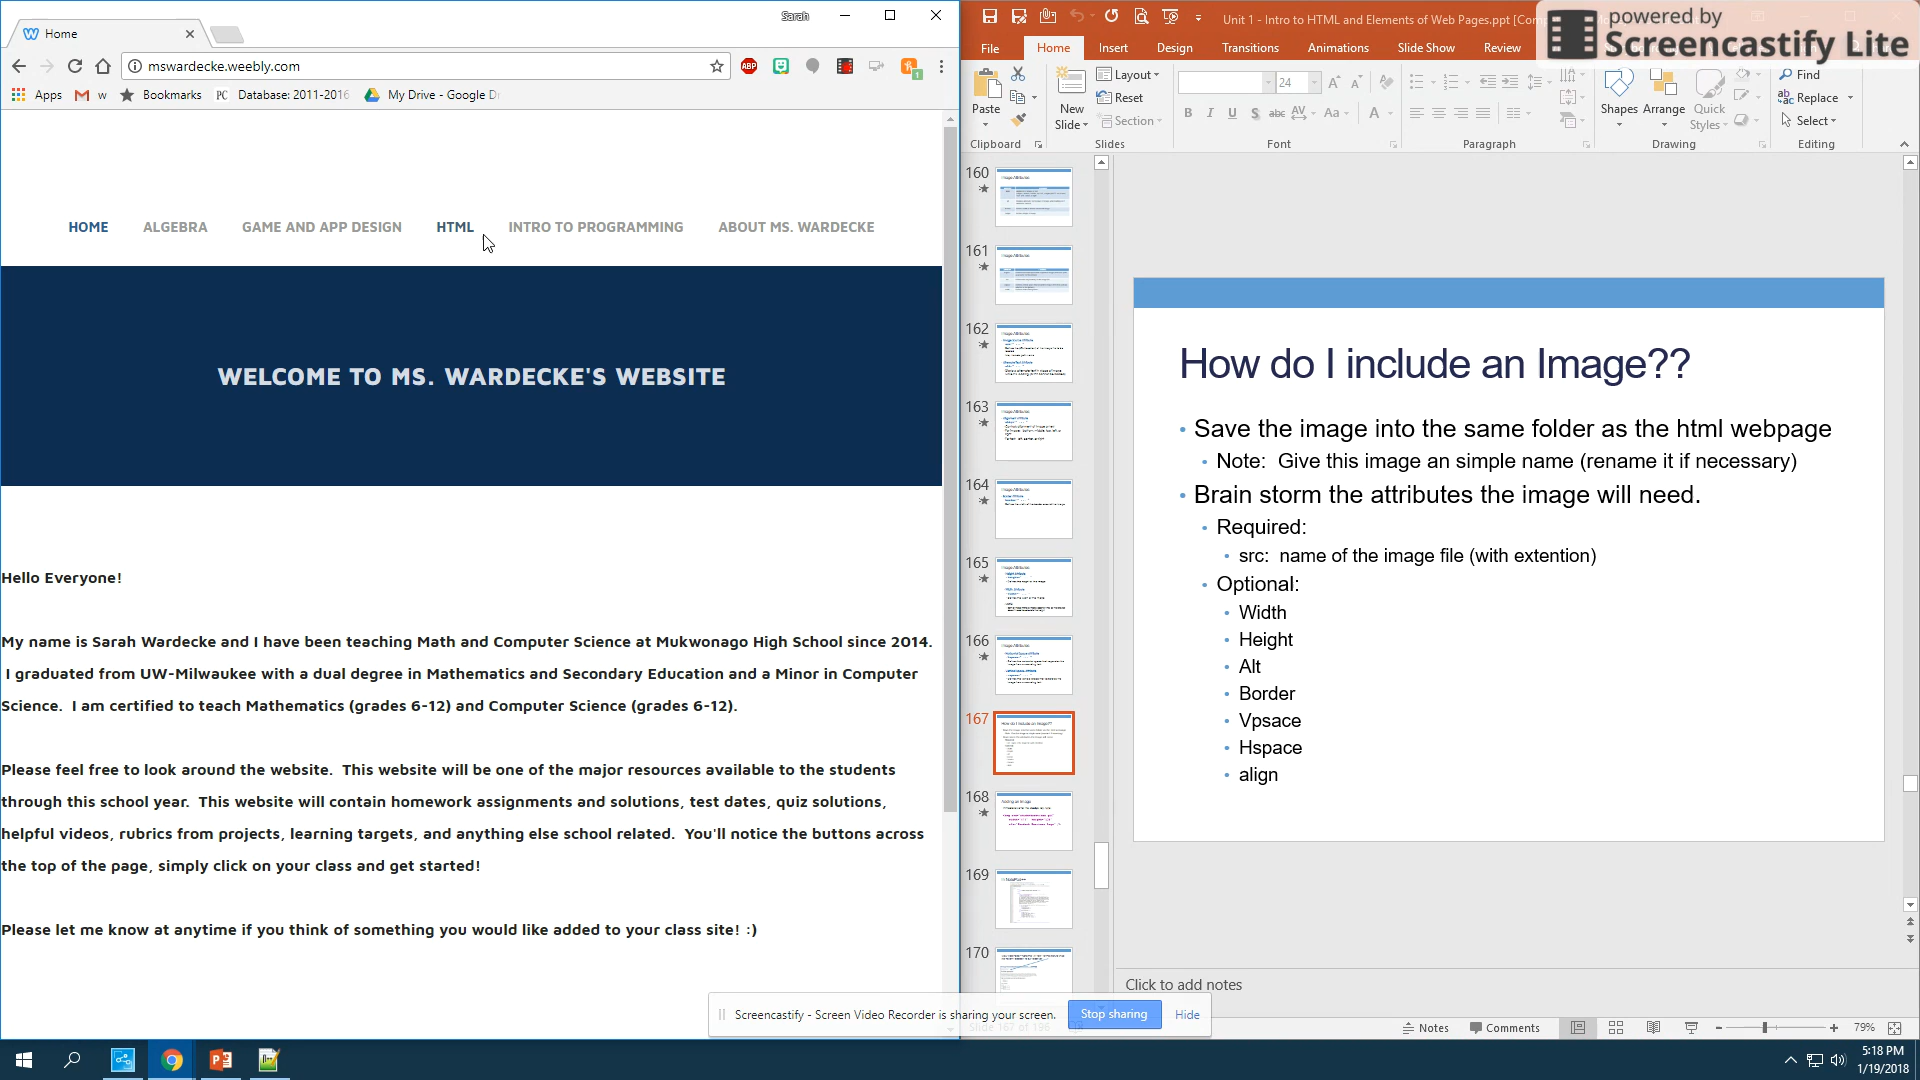 Home
Sarah
mswardecke.weebly.com
ABP
1
Apps
w
Bookmarks
PC
Database: 2011-2016
My Drive - Google D
HOME
ALGEBRA
GAME AND APP DESIGN
HTML
INTRO TO PROGRAMMING
ABOUT MS. WARDECKE
WELCOME TO MS. WARDECKE'S WEBSITE
Hello Everyone!
My name is Sarah Wardecke and I have been teaching Math and Computer Science at Mukwonago High School since 2014.
I graduated from UW-Milwaukee with a dual degree in Mathematics and Secondary Education and a Minor in Computer
Science.  I am certified to teach Mathematics (grades 6-12) and Computer Science (grades 6-12).
Please feel free to look around the website.  This website will be one of the major resources available to the students
through this school year.  This website will contain homework assignments and solutions, test dates, quiz solutions,
helpful videos, rubrics from projects, learning targets, and anything else school related.  You'll notice the buttons across
the top of the page, simply click on your class and get started!
Please let me know at anytime if you think of something you would like added to your class site! :)
Unit 1 - Intro to HTML and Elements of Web Pages.ppt [Com
powered by
Screencastify Lite
File
Home
Insert
Design
Transitions
Animations
Slide Show
Review
Paste
Clipboard
New
Slide
Layout
Reset
Section
Slides
24
B
I
U
S
abc
AV
Aa
A
Font
Paragraph
Shapes
Arrange
Quick
Styles
Drawing
Find
Replace
Select
Editing
160
161
162
163
164
165
166
167
168
169
170
How do I include an Image??
Save the image into the same folder as the html webpage
Note:  Give this image an simple name (rename it if necessary)
Brain storm the attributes the image will need.
Required:
src:  name of the image file (with extention)
Optional:
Width
Height
Alt
Border
Vpsace
Hspace
align
Click to add notes
Screencastify - Screen Video Recorder is sharing your screen.
Stop sharing
Hide
Slide 167 of 196
Notes
Comments
79%
5:18 PM
1/19/2018